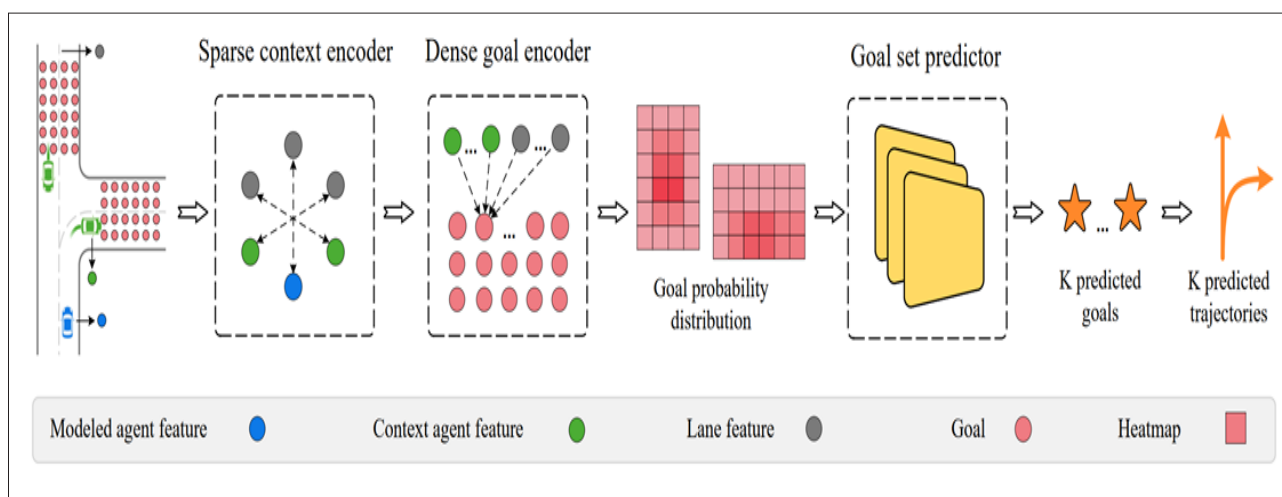 Sparse context encoder
Dense goal encoder
Goal set predictor
...
...
...
...
Goal probability
distribution
K predicted
goals
K predicted
trajectories
Modeled agent feature
Context agent feature
Lane feature
Goal
Heatmap